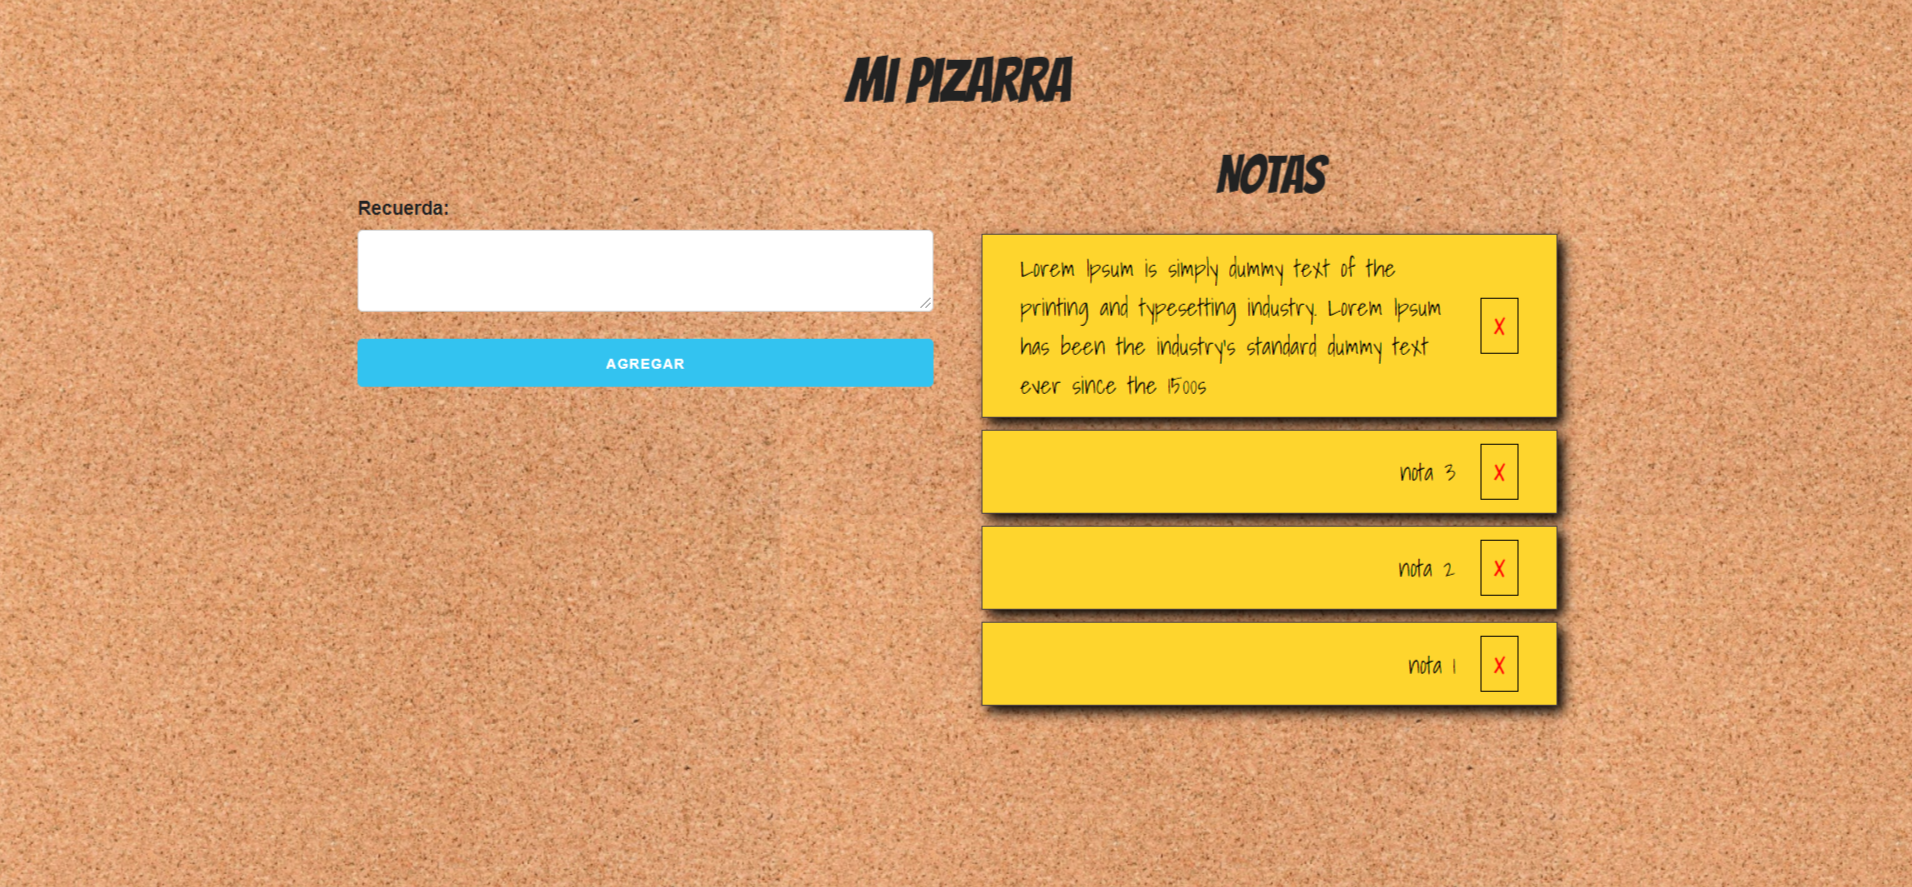 MI PIZARRA
NOTAS
Recuerda:
AGREGAR
Lorem Ipsum is simply dummy text of the
printing and typesetting industry. Lorem Ipsum
has been the industry's standard dummy text
ever since the 1500s
X
nota 3
X
nota 2
X
nota 1
X